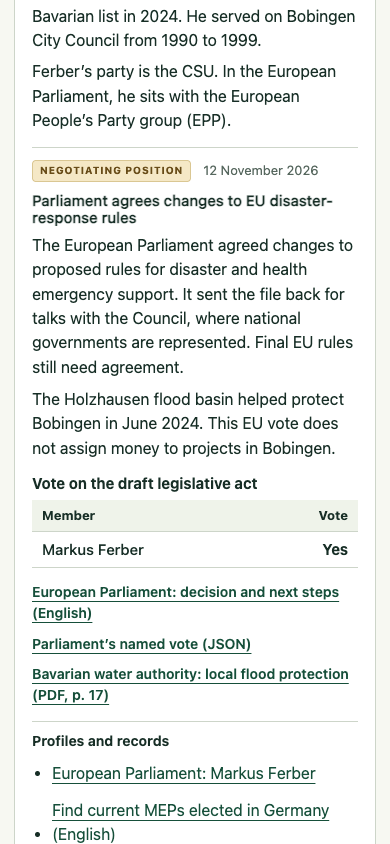 Bavarian list in 2024. He served on Bobingen
City Council from 1990 to 1999.
Ferber’s party is the CSU. In the European
Parliament, he sits with the European
People’s Party group (EPP).
NEGOTIATING POSITION 12 November 2026
Parliament agrees changes to EU disaster-
response rules
The European Parliament agreed changes to
proposed rules for disaster and health
emergency support. It sent the file back for
talks with the Council, where national
governments are represented. Final EU rules
still need agreement.
The Holzhausen flood basin helped protect
Bobingen in June 2024. This EU vote does
not assign money to projects in Bobingen.
Vote on the draft legislative act
Member Vote
Markus Ferber Yes
European Parliament: decision and next steps
(English)
Parliament’s named vote (JSON)
Bavarian water authority: local flood protection
(PDF, p. 17)
Profiles and records
• European Parliament: Markus Ferber
Find current MEPs elected in Germany
• (English)